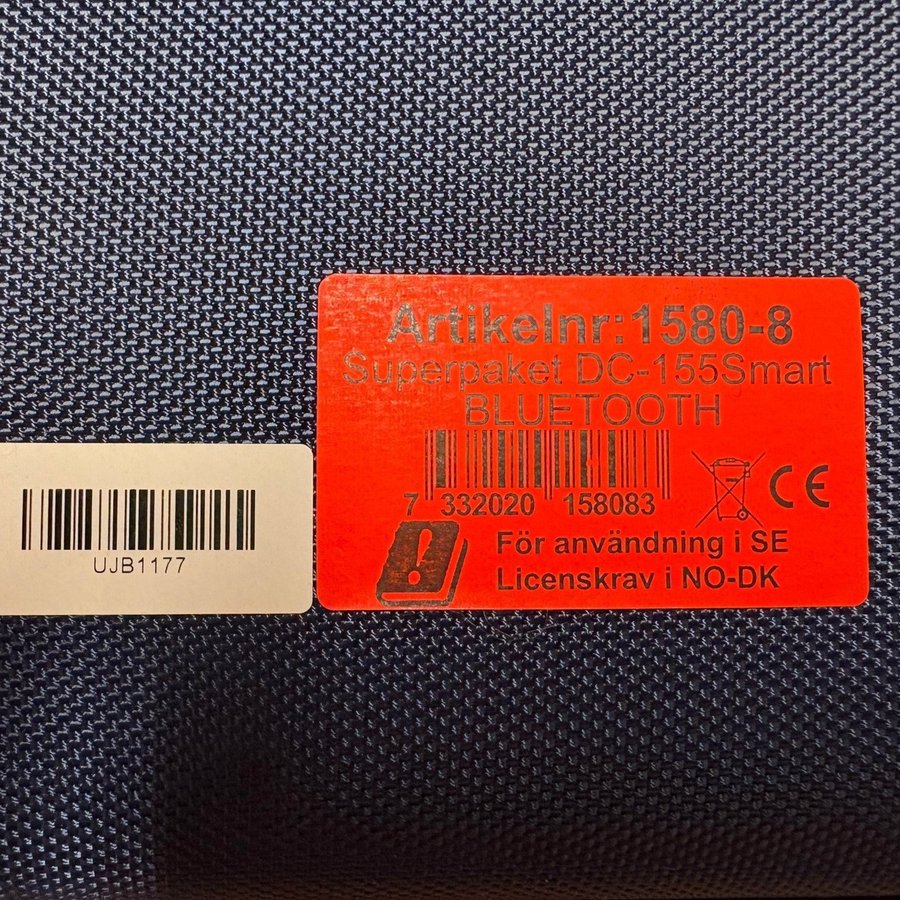 Artikelnr:1580-8
Superpaket DC-155Smart
BLUETOOTH
7 332020 158083
CE
För användning i SE
Licenskrav i NO-DK
UJB1177